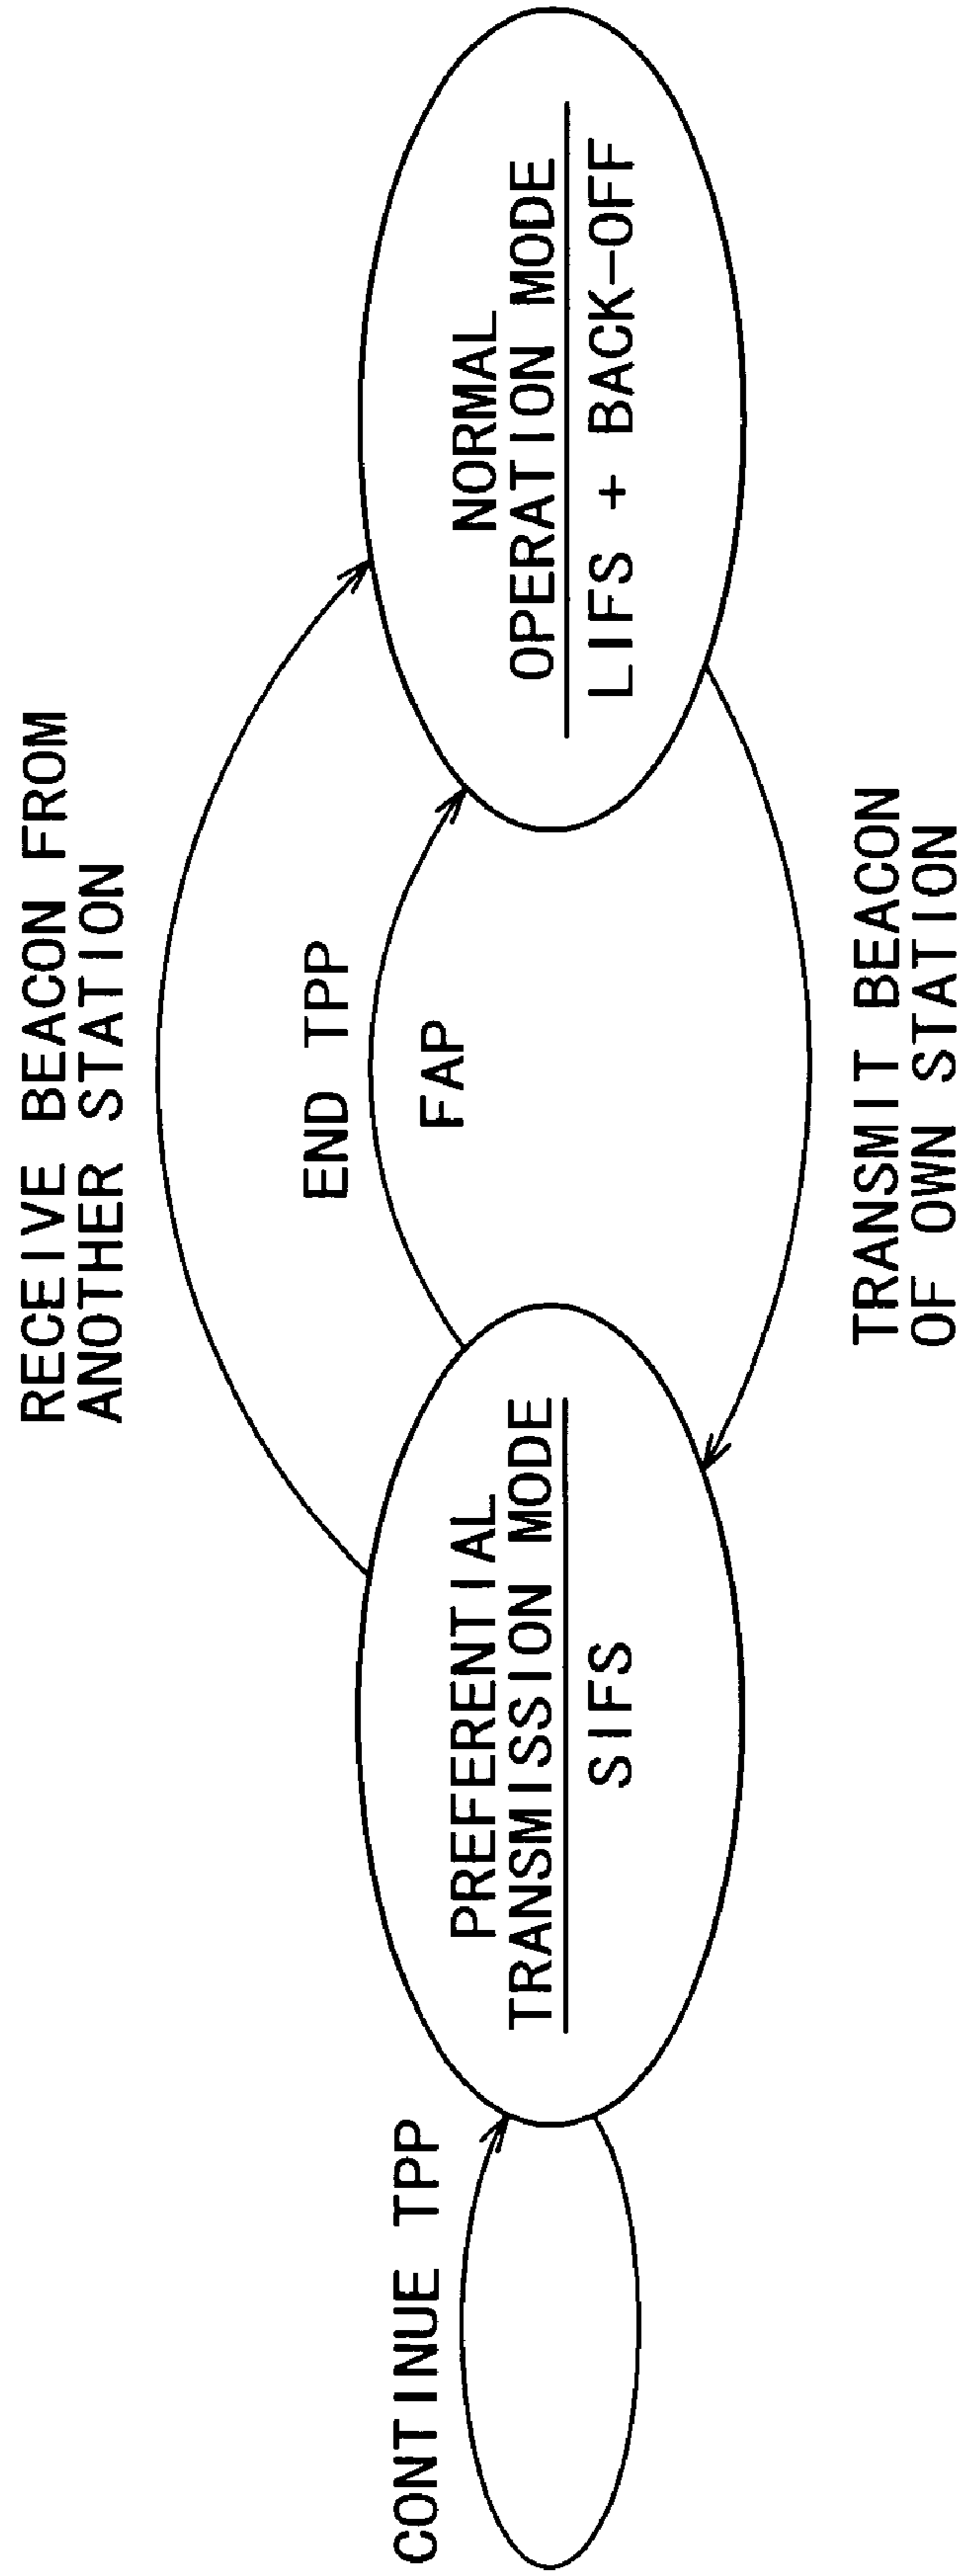 RECEIVE BEACON FROM
ANOTHER STATION
END TPP
FAP
CONTINUE TPP
PREFERENTIAL
TRANSMISSION MODE
SIFS
NORMAL
OPERATION MODE
LIFS + BACK-OFF
TRANSMIT BEACON
OF OWN STATION